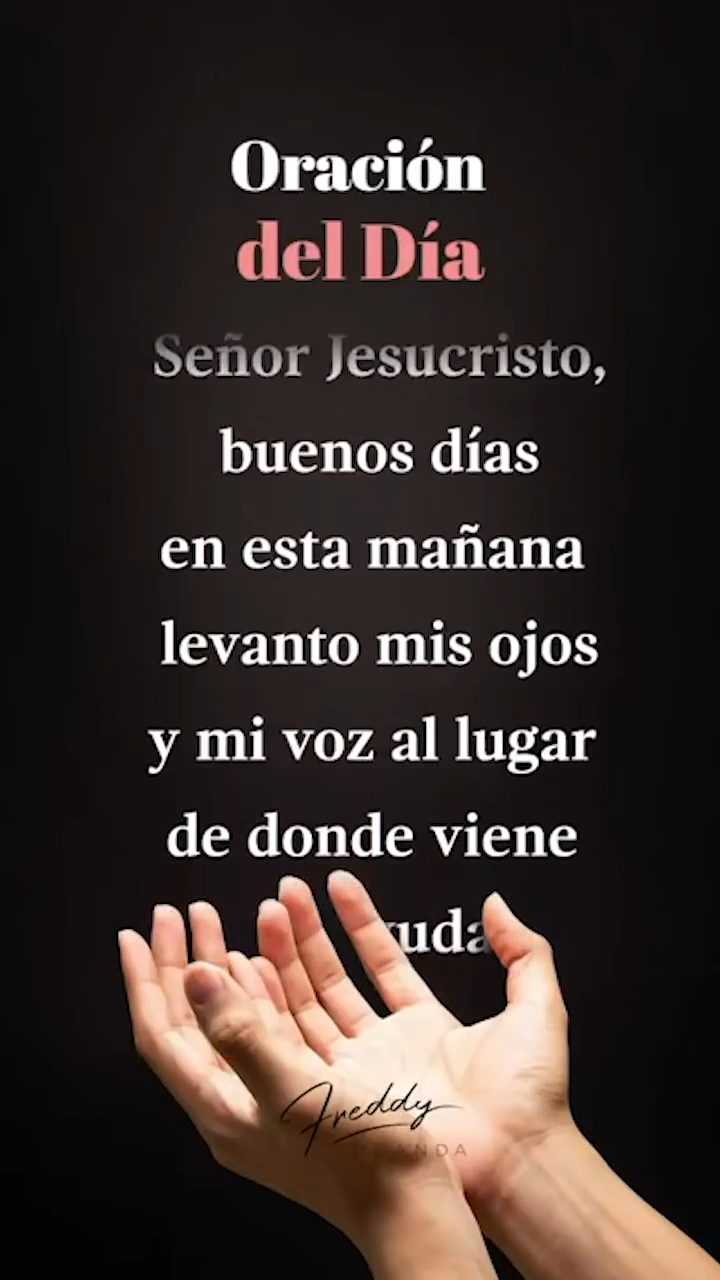 Oración
del Día
Señor Jesucristo,
buenos días
en esta mañana
levanto mis ojos
y mi voz al lugar
de donde viene
Freddy